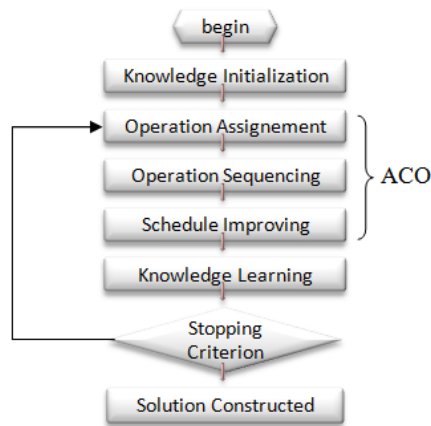 begin
Knowledge Initialization
Operation Assignement
Operation Sequencing
ACO
Schedule Improving
Knowledge Learning
Stopping
Criterion
Solution Constructed